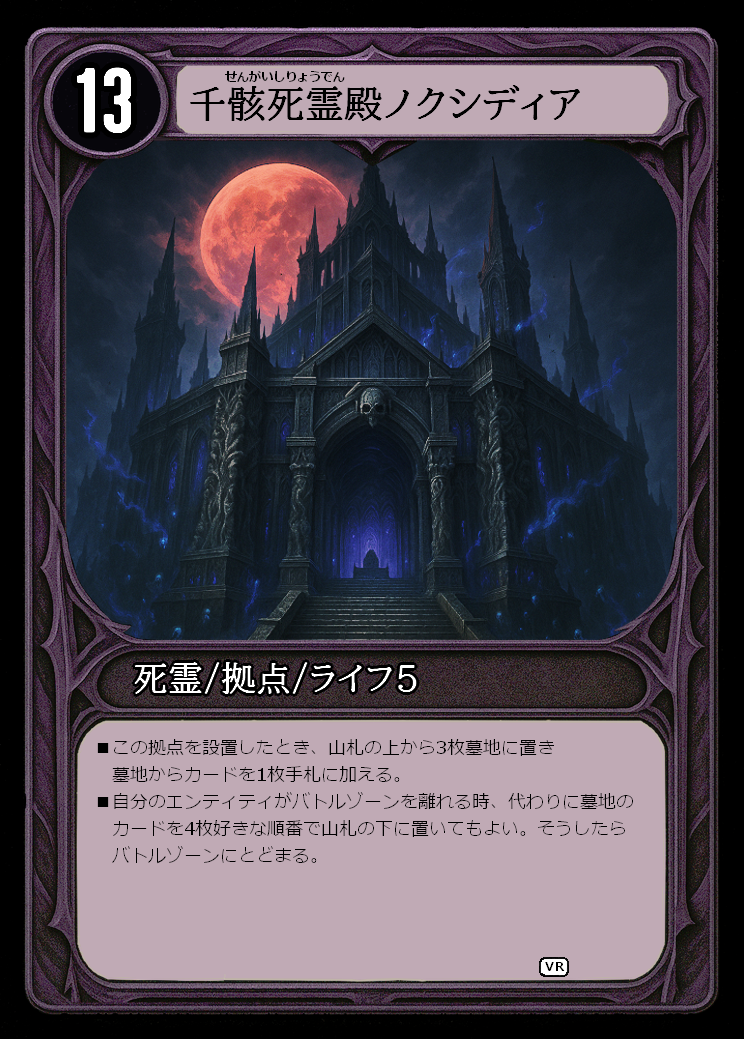 13
せんがいしりょうでん
千骸死霊殿ノクシディア
死霊/拠点/ライフ5
■この拠点を設置したとき、山札の上から3枚墓地に置き
墓地からカードを1枚手札に加える。
■自分のエンティティがバトルゾーンを離れる時、代わりに墓地の
カードを4枚好きな順番で山札の下に置いてもよい。そうしたら
バトルゾーンにとどまる。
VR